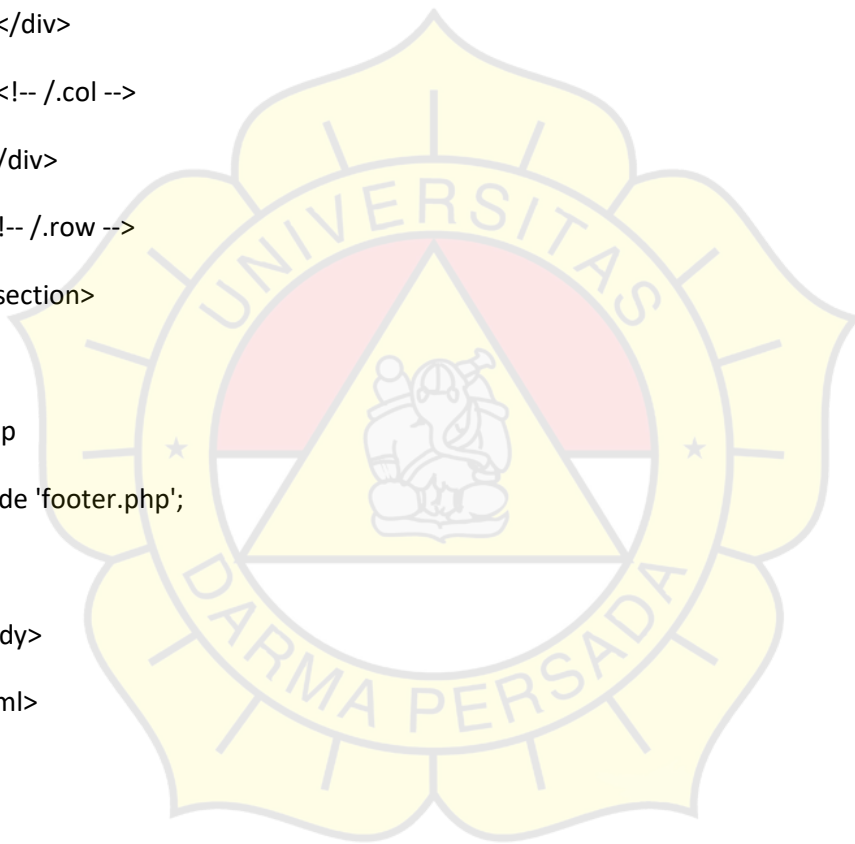 </div>
<!-- /.col -->
/div>
!-- /.row -->
section>
p
de 'footer.php';
dy>
ml>
UNIVERSITAS
DARMA PERSADA